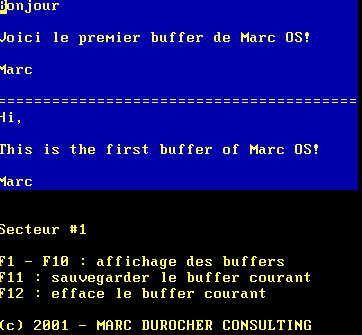 Bonjour
Voici le premier buffer de Marc OS!
Marc
========================================
Hi,
This is the first buffer of Marc OS!
Marc
Secteur #1
F1 - F10 : affichage des buffers
F11 : sauvegarder le buffer courant
F12 : efface le buffer courant
(c) 2001 - MARC DUROCHER CONSULTING